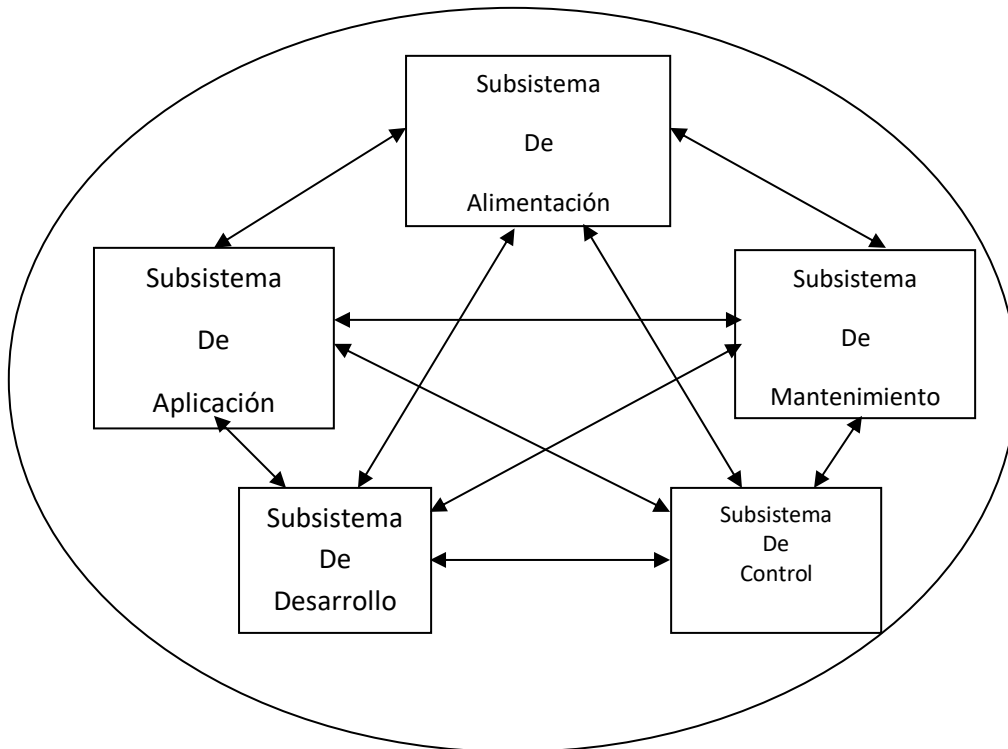 Subsistema
De
Alimentación
Subsistema
De
Aplicación
Subsistema
De
Mantenimiento
Subsistema
De
Desarrollo
Subsistema
De
Control